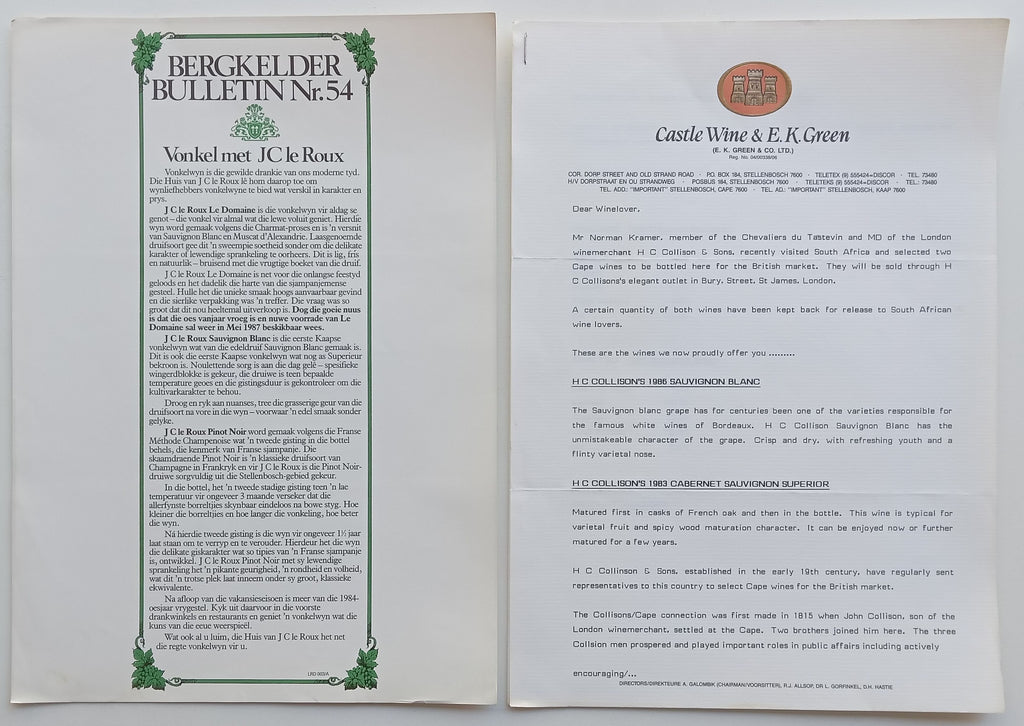 BERGKELDER
BULLETIN Nr. 54
Vonkel met J C le Roux
Vonkelwyn is die gewilde drankie van ons moderne tyd.
Die Huis van J C le Roux lê hom daarop toe om
wynliefhebbers vonkelwyne te bied wat verskil in karakter en
prys.
J C le Roux Le Domaine is die vonkelwyn vir aldag se
genot – die vonkel vir almal wat die lewe voluit geniet. Hierdie
wyn word gemaak volgens die Charmat-proses en is 'n versnit
van Sauvignon Blanc en Muscat d'Alexandrie. Laasgenoemde
druifsoort gee dit 'n sweempie soetheid sonder om die delikate
karakter of lewendige sprankeling te oorheers. Dit is lig, fris
en natuurlik – bruisend met die vrugtige boeket van die druif.
J C le Roux Le Domaine is net voor die onlangse feestyd
geloods en het dadelik die harte van die sjampanjemense
gesteel. Hulle het die unieke smaak hoogs aanvaarbaar gevind
en die sierlike verpakking was 'n treffer. Die vraag was so
groot dat dit nou heeltemal uitverkoop is. Dog die goeie nuus
is dat die oes vanjaar vroeg is en nuwe voorrade van Le
Domaine sal weer in Mei 1987 beskikbaar wees.
J C le Roux Sauvignon Blanc is die eerste Kaapse
vonkelwyn wat van die edeldruif Sauvignon Blanc gemaak is.
Dit is ook die eerste Kaapse vonkelwyn wat nog as Superieur
bekroon is. Noulettende sorg is aan die dag gelê – spesifieke
wingerdblokke is gekeur, die druiwe is teen bepaalde
temperature geoes en die gistingsduur is gekontroleer om die
kultivarkarakter te behou.
Droog en ryk aan nuanses, tree die grasserige geur van die
druifsoort na vore in die wyn – voorwaar 'n edel smaak sonder
gelyke.
J C le Roux Pinot Noir word gemaak volgens die Franse
Méthode Champenoise wat 'n tweede gisting in die bottel
behels, die kenmerk van Franse sjampanje. Die
skaamdraende Pinot Noir is 'n klassieke druifsoort van
Champagne in Frankryk en vir J C le Roux is die Pinot Noir-
druiwe sorgvuldig uit die Stellenbosch-gebied gekeur.
In die bottel, het 'n tweede stadige gisting teen 'n lae
temperatuur vir ongeveer 3 maande verseker dat die
allerfynste borreltjies skynbaar eindeloos na bowe styg. Hoe
kleiner die borreltjies en hoe langer die vonkeling, hoe beter
die wyn.
Ná hierdie tweede gisting is die wyn vir ongeveer 1½ jaar
laat staan om te verryp en te verouder. Hierdeur het die wyn
die delikate giskarakter wat so tipies van 'n Franse sjampanje
is, ontwikkel. J C le Roux Pinot Noir met sy lewendige
sprankeling het 'n pikante geurigheid, 'n rondheid en volheid,
wat dit 'n trotse plek laat inneem onder sy groot, klassieke
ekwivalente.
Na afloop van die vakansieseisoen is meer van die 1984-
oesjaar vrygestel. Kyk uit daarvoor in die voorste
drankwinkels en restaurants en geniet 'n vonkelwyn wat die
kuns van die eeue weerspieël.
Wat ook al u luim, die Huis van J C le Roux het net
die regte vonkelwyn vir u.
LRD 003/A
Castle Wine & E. K. Green
(E. K. GREEN & CO. LTD.)
Reg. No. 04/00338/06
COR. DORP STREET AND OLD STRAND ROAD · P.O. BOX 184, STELLENBOSCH 7600 · TELETEX (9) 555424=DISCOR · TEL. 73480
H/V DORPSTRAAT EN OU STRANDWEG · POSBUS 184, STELLENBOSCH 7600 · TELETEKS (9) 555424=DISCOR · TEL.: 73480
TEL. ADD.: "IMPORTANT" STELLENBOSCH, CAPE 7600 · TEL. AD.: "IMPORTANT" STELLENBOSCH, KAAP 7600
Dear Winelover,
Mr Norman Kramer, member of the Chevaliers du Tastevin and MD of the London
winemerchant H C Collison & Sons, recently visited South Africa and selected two
Cape wines to be bottled here for the British market. They will be sold through H
C Collisons's elegant outlet in Bury, Street, St James, London.
A certain quantity of both wines have been kept back for release to South African
wine lovers.
These are the wines we now proudly offer you .........
H C COLLISON'S 1986 SAUVIGNON BLANC
The Sauvignon blanc grape has for centuries been one of the varieties responsible for
the famous white wines of Bordeaux. H C Collison Sauvignon Blanc has the
unmistakeable character of the grape. Crisp and dry, with refreshing youth and a
flinty varietal nose.
H C COLLISON'S 1983 CABERNET SAUVIGNON SUPERIOR
Matured first in casks of French oak and then in the bottle. This wine is typical for
varietal fruit and spicy wood maturation character. It can be enjoyed now or further
matured for a few years.
H C Collinson & Sons, established in the early 19th century, have regularly sent
representatives to this country to select Cape wines for the British market.
The Collisons/Cape connection was first made in 1815 when John Collison, son of the
London winemerchant, settled at the Cape. Two brothers joined him here. The three
Collsion men prospered and played important roles in public affairs including actively
encouraging/...
DIRECTORS/DIREKTEURE A. GALOMBIK (CHAIRMAN/VOORSITTER), R.J. ALLSOP, DR L. GORFINKEL, D.H. HASTIE